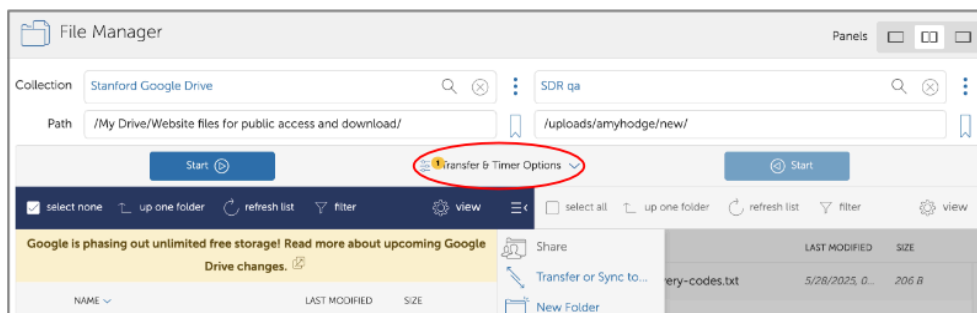 File Manager
Panels
Collection
Stanford Google Drive
SDR qa
Path
/My Drive/Website files for public access and download/
/uploads/amyhodge/new/
Start
1
Transfer & Timer Options
Start
select none up one folder refresh list filter view
select all up one folder refresh list filter view
Google is phasing out unlimited free storage! Read more about upcoming Google
Drive changes.
NAME LAST MODIFIED SIZE
Share
Transfer or Sync to...
New Folder
LAST MODIFIED SIZE
ery-codes.txt 5/28/2025, 0... 206 B